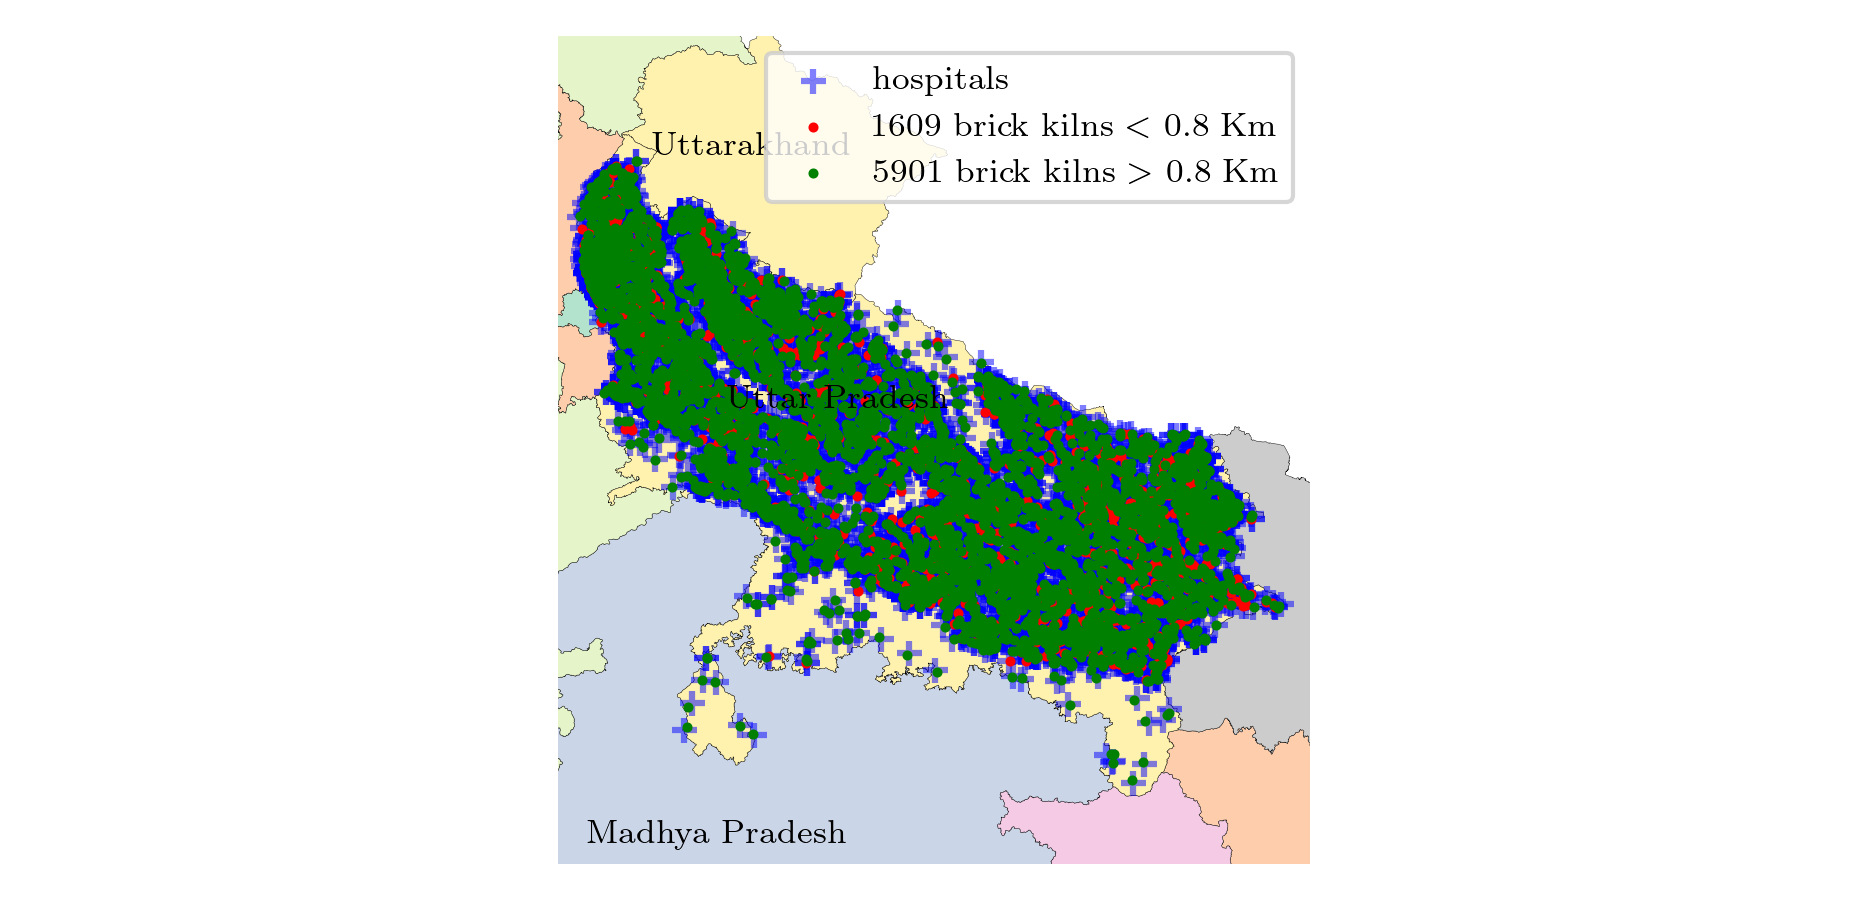 hospitals
1609 brick kilns < 0.8 Km
5901 brick kilns > 0.8 Km
Uttarakhand
Uttar Pradesh
Madhya Pradesh